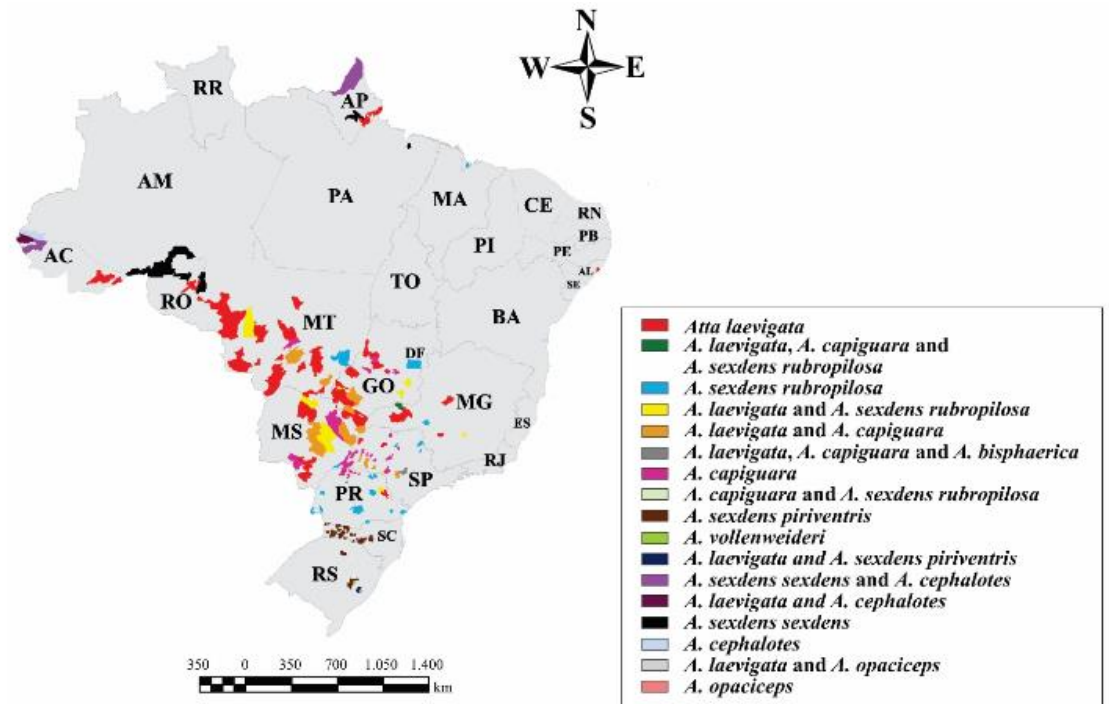 N
W E
S
RR
AP
AM
PA
MA
CE
RN
PB
PE
PI
AL
SE
AC
TO
RO
BA
MT
DF
GO
MG
ES
MS
RJ
SP
PR
SC
RS
350 0 350 700 1.050 1.400
km
Atta laevigata
A. laevigata, A. capiguara and
A. sexdens rubropilosa
A. sexdens rubropilosa
A. laevigata and A. sexdens rubropilosa
A. laevigata and A. capiguara
A. laevigata, A. capiguara and A. bisphaerica
A. capiguara
A. capiguara and A. sexdens rubropilosa
A. sexdens piriventris
A. vollenweideri
A. laevigata and A. sexdens piriventris
A. sexdens sexdens and A. cephalotes
A. laevigata and A. cephalotes
A. sexdens sexdens
A. cephalotes
A. laevigata and A. opaciceps
A. opaciceps